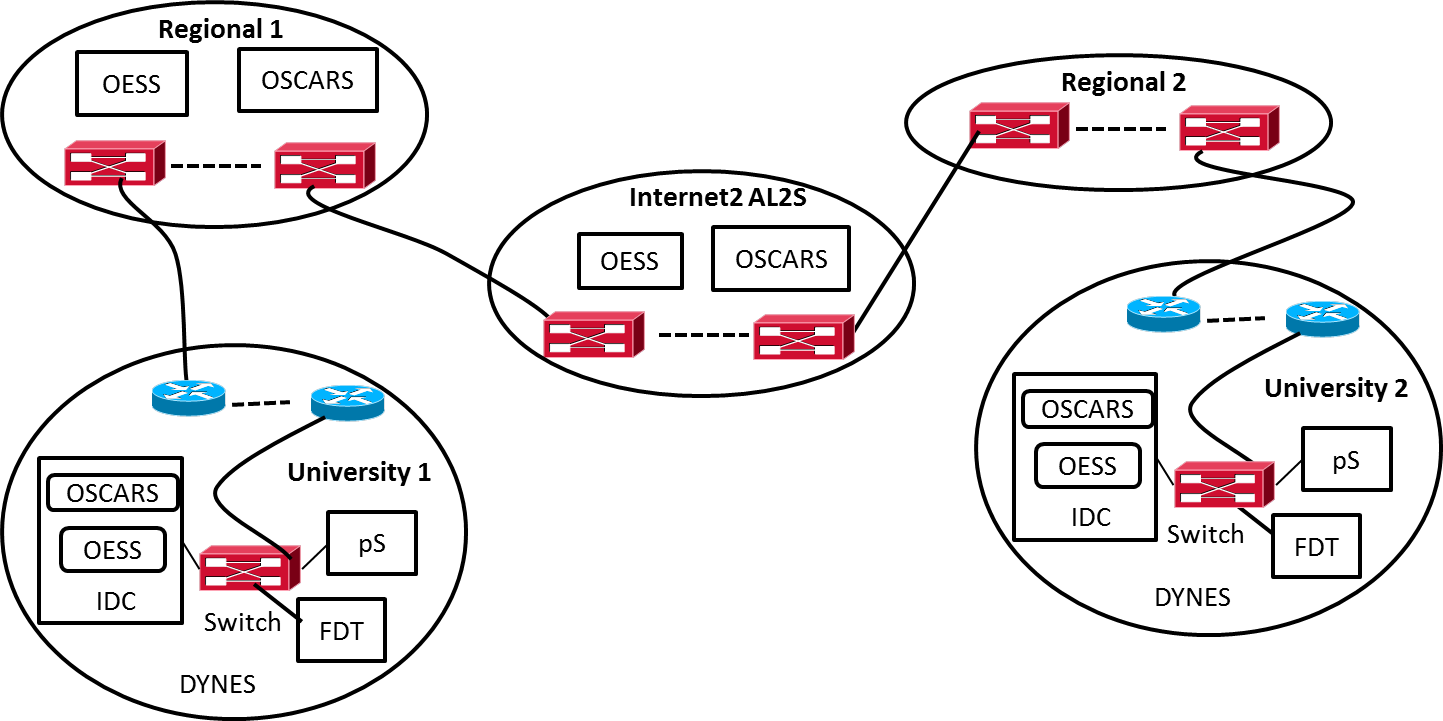 Regional 1
OESS
OSCARS
Regional 2
Internet2 AL2S
OESS
OSCARS
University 1
OSCARS
OESS
IDC
pS
Switch
FDT
DYNES
University 2
OSCARS
OESS
IDC
pS
Switch
FDT
DYNES